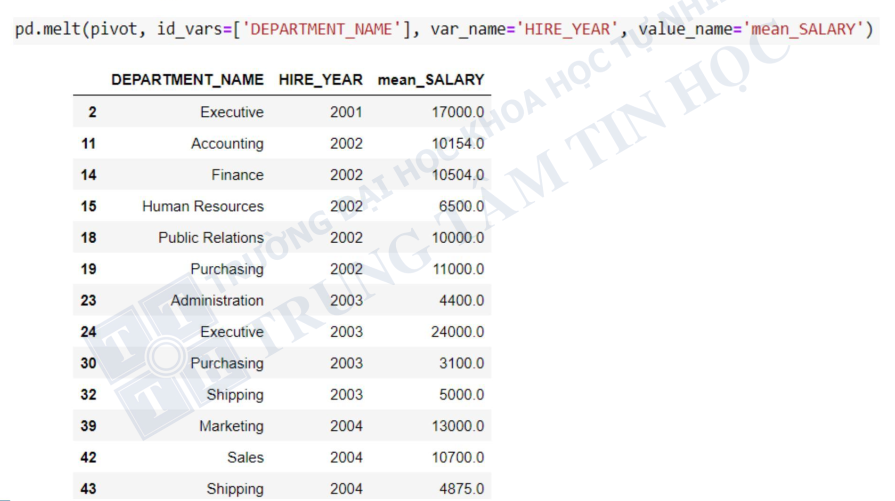 pd.melt(pivot, id_vars=['DEPARTMENT_NAME'], var_name='HIRE_YEAR', value_name='mean_SALARY')
DEPARTMENT_NAME HIRE_YEAR mean_SALARY
2 Executive 2001 17000.0
11 Accounting 2002 10154.0
14 Finance 2002 10504.0
15 Human Resources 2002 6500.0
18 Public Relations 2002 10000.0
19 Purchasing 2002 11000.0
23 Administration 2003 4400.0
24 Executive 2003 24000.0
30 Purchasing 2003 3100.0
32 Shipping 2003 5000.0
39 Marketing 2004 13000.0
42 Sales 2004 10700.0
43 Shipping 2004 4875.0
TRƯỜNG ĐẠI HỌC KHOA HỌC TỰ NHIÊN
TRUNG TÂM TIN HỌC
T T
T H